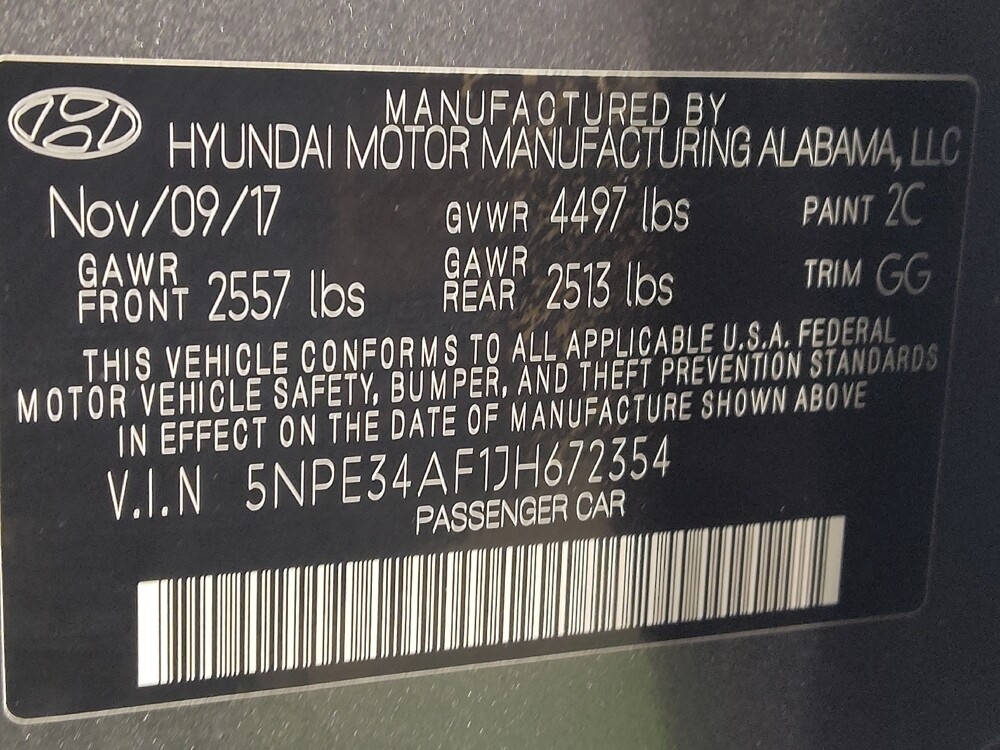 MANUFACTURED BY
HYUNDAI MOTOR MANUFACTURING ALABAMA, LLC
Nov/09/17 GVWR 4497 lbs PAINT 2C
GAWR FRONT 2557 lbs GAWR REAR 2513 lbs TRIM GG
THIS VEHICLE CONFORMS TO ALL APPLICABLE U.S.A. FEDERAL
MOTOR VEHICLE SAFETY, BUMPER, AND THEFT PREVENTION STANDARDS
IN EFFECT ON THE DATE OF MANUFACTURE SHOWN ABOVE
V.I.N 5NPE34AF1JH672354
PASSENGER CAR